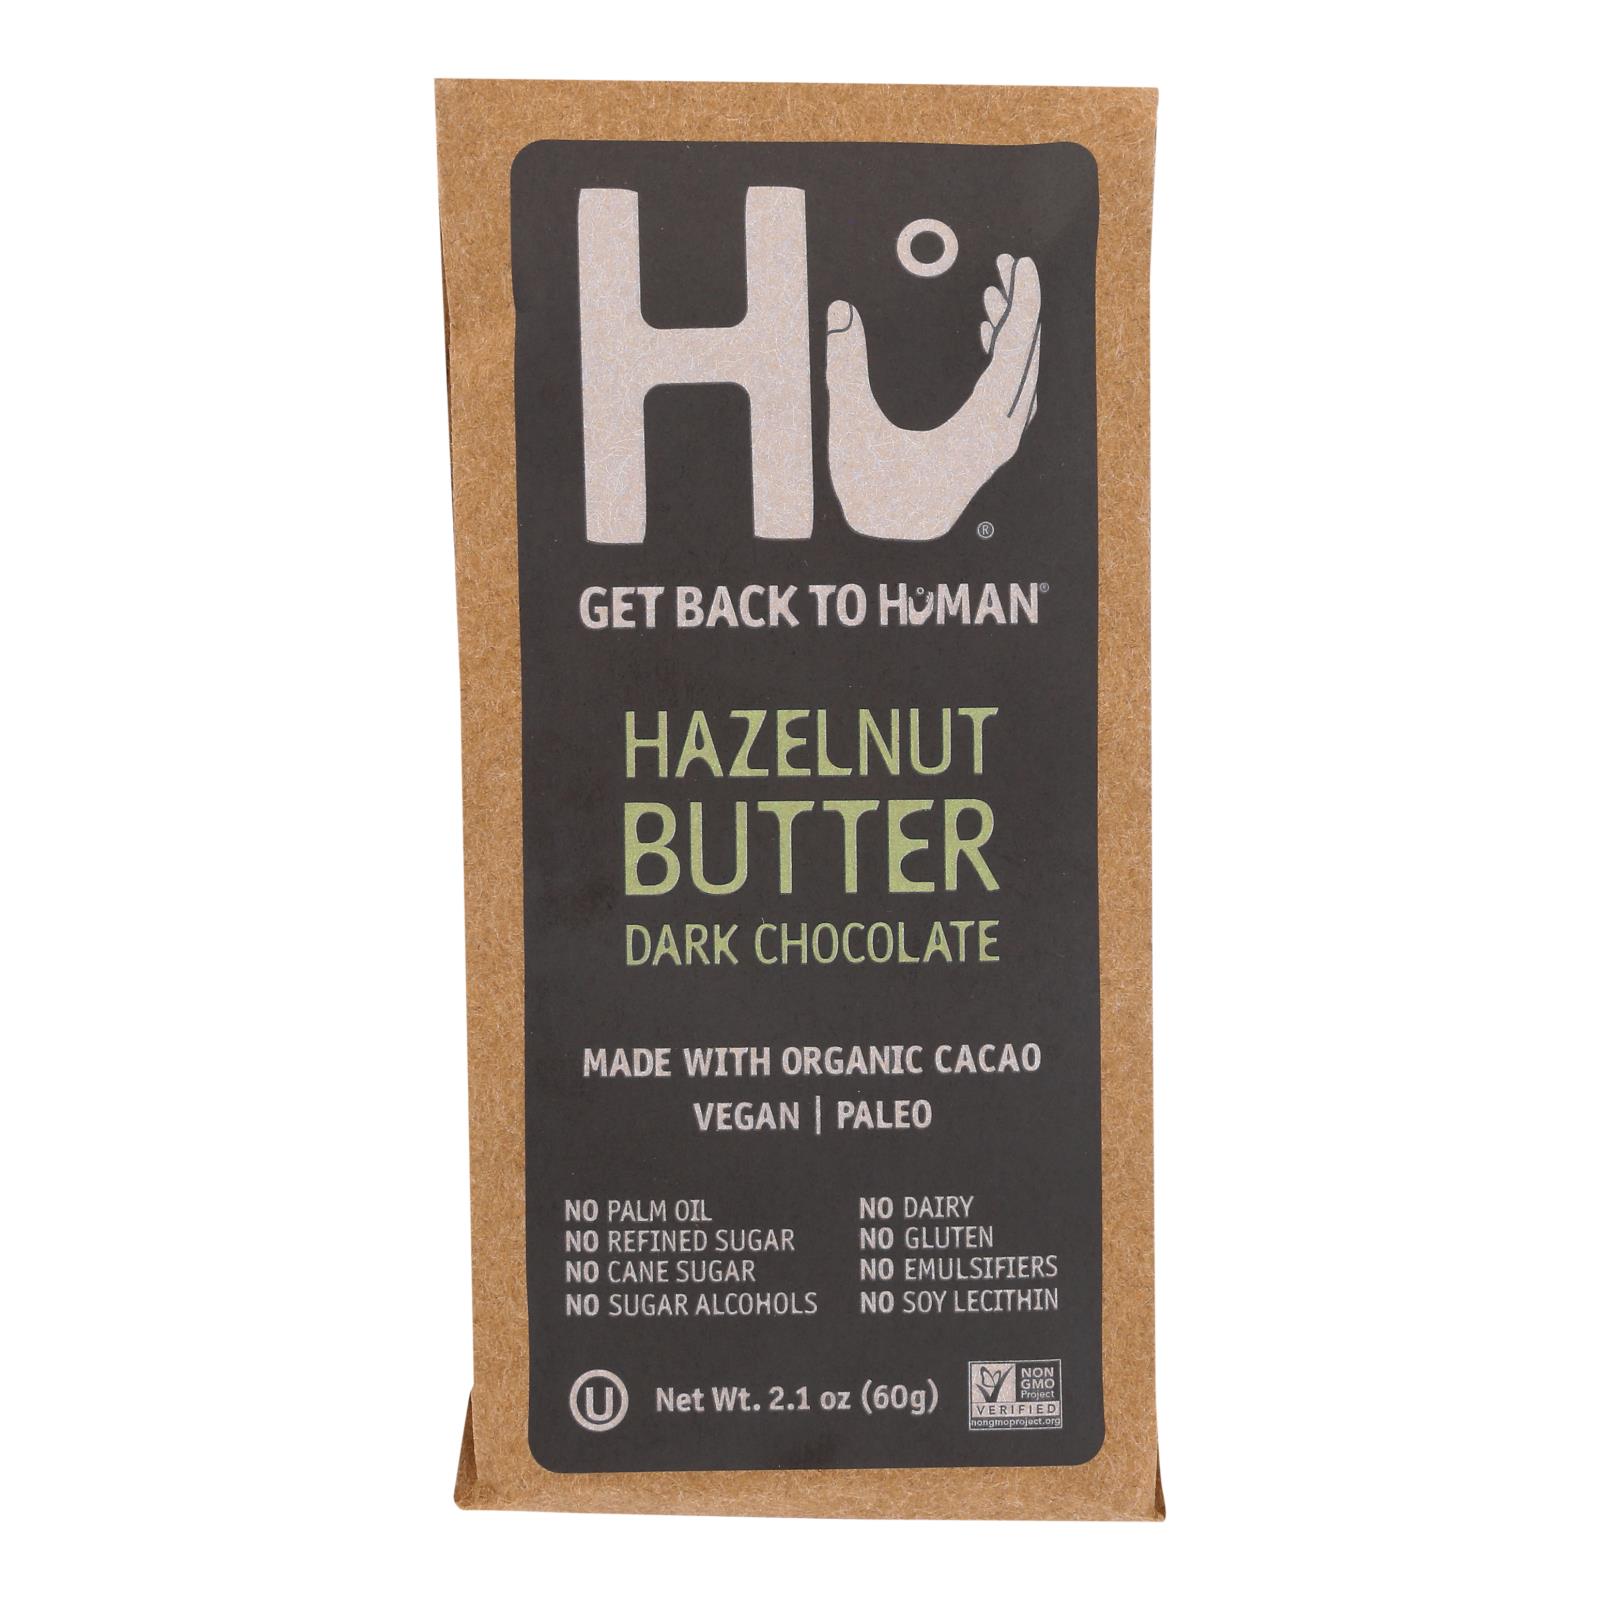 Hu®
GET BACK TO HUMAN®
HAZELNUT
BUTTER
DARK CHOCOLATE
MADE WITH ORGANIC CACAO
VEGAN | PALEO
NO PALM OIL
NO REFINED SUGAR
NO CANE SUGAR
NO SUGAR ALCOHOLS
NO DAIRY
NO GLUTEN
NO EMULSIFIERS
NO SOY LECITHIN
U
Net Wt. 2.1 oz (60g)
NON
GMO
Project
VERIFIED
nongmoproject.org